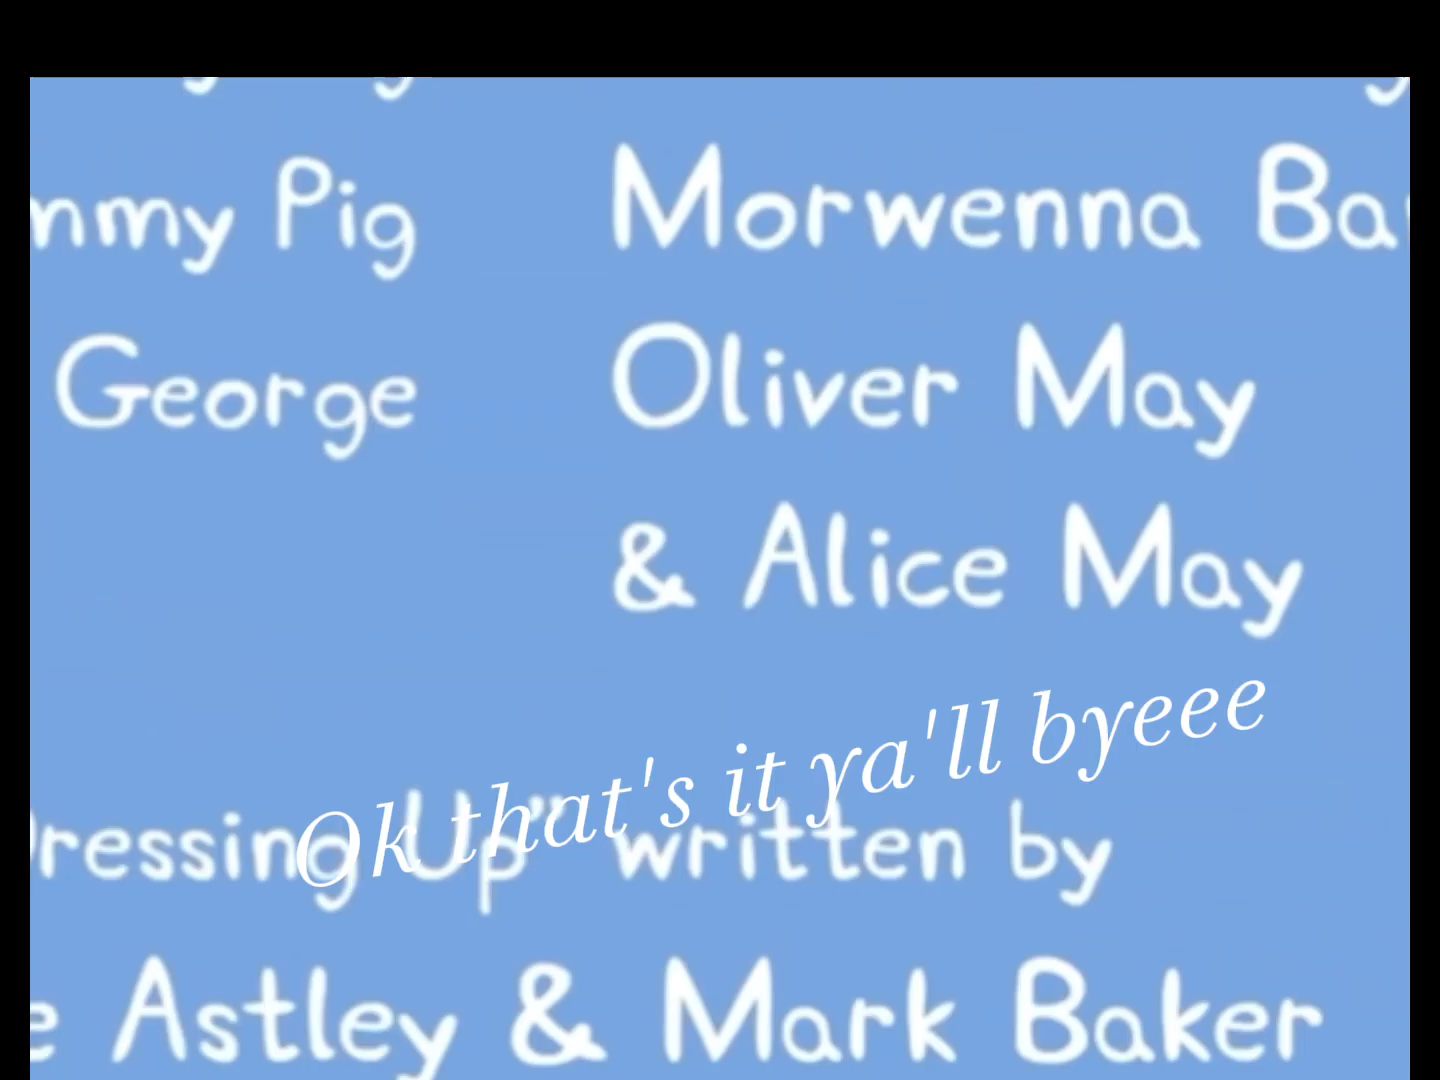 mmy Pig Morwenna Ba
George Oliver May
& Alice May
Ok that's it ya'll byeee
ressing Up" written by
e Astley & Mark Baker